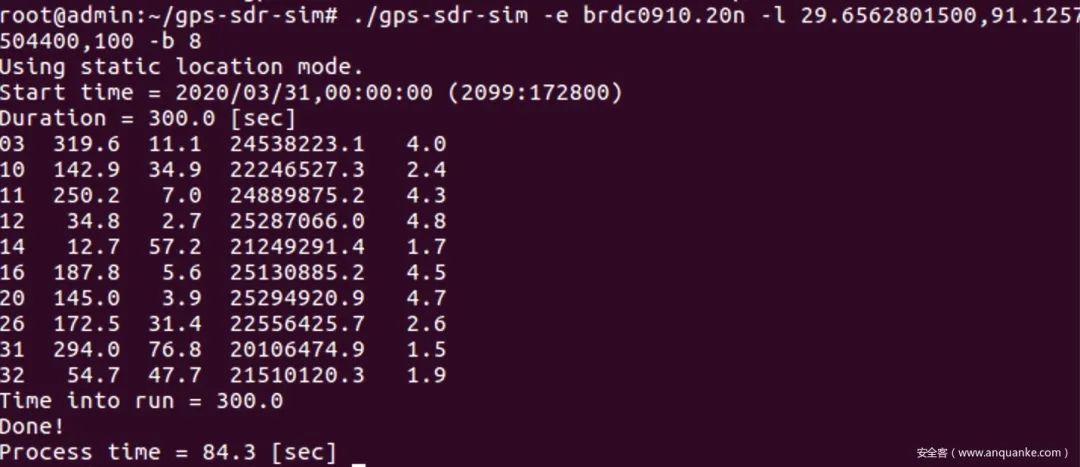 root@admin:~/gps-sdr-sim# ./gps-sdr-sim -e brdc0910.20n -l 29.6562801500,91.1257
504400,100 -b 8
Using static location mode.
Start time = 2020/03/31,00:00:00 (2099:172800)
Duration = 300.0 [sec]
03 319.6 11.1 24538223.1 4.0
10 142.9 34.9 22246527.3 2.4
11 250.2 7.0 24889875.2 4.3
12 34.8 2.7 25287066.0 4.8
14 12.7 57.2 21249291.4 1.7
16 187.8 5.6 25130885.2 4.5
20 145.0 3.9 25294920.9 4.7
26 172.5 31.4 22556425.7 2.6
31 294.0 76.8 20106474.9 1.5
32 54.7 47.7 21510120.3 1.9
Time into run = 300.0
Done!
Process time = 84.3 [sec]
安全客（www.anquanke.com）